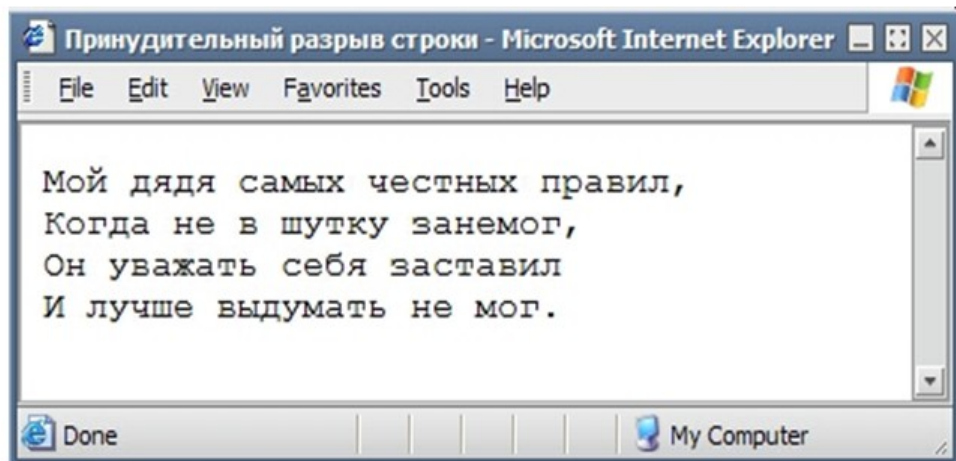 Принудительный разрыв строки - Microsoft Internet Explorer
File Edit View Favorites Tools Help
Мой дядя самых честных правил,
Когда не в шутку занемог,
Он уважать себя заставил
И лучше выдумать не мог.
Done My Computer